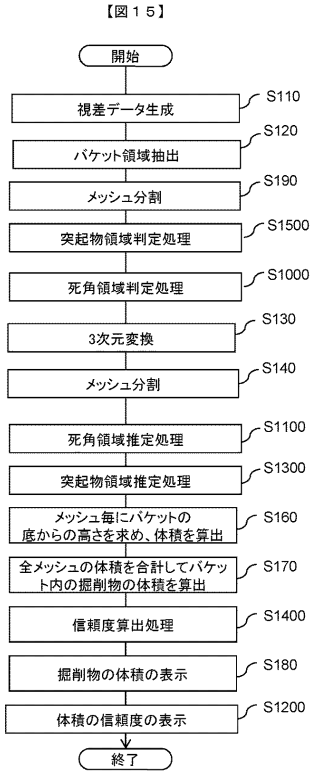 【図１５】
開始
視差データ生成
S110
バケット領域抽出
S120
メッシュ分割
S190
突起物領域判定処理
S1500
死角領域判定処理
S1000
3次元変換
S130
メッシュ分割
S140
死角領域推定処理
S1100
突起物領域推定処理
S1300
メッシュ毎にバケットの
底からの高さを求め、体積を算出
S160
全メッシュの体積を合計してバケッ
ト内の掘削物の体積を算出
S170
信頼度算出処理
S1400
掘削物の体積の表示
S180
体積の信頼度の表示
S1200
終了